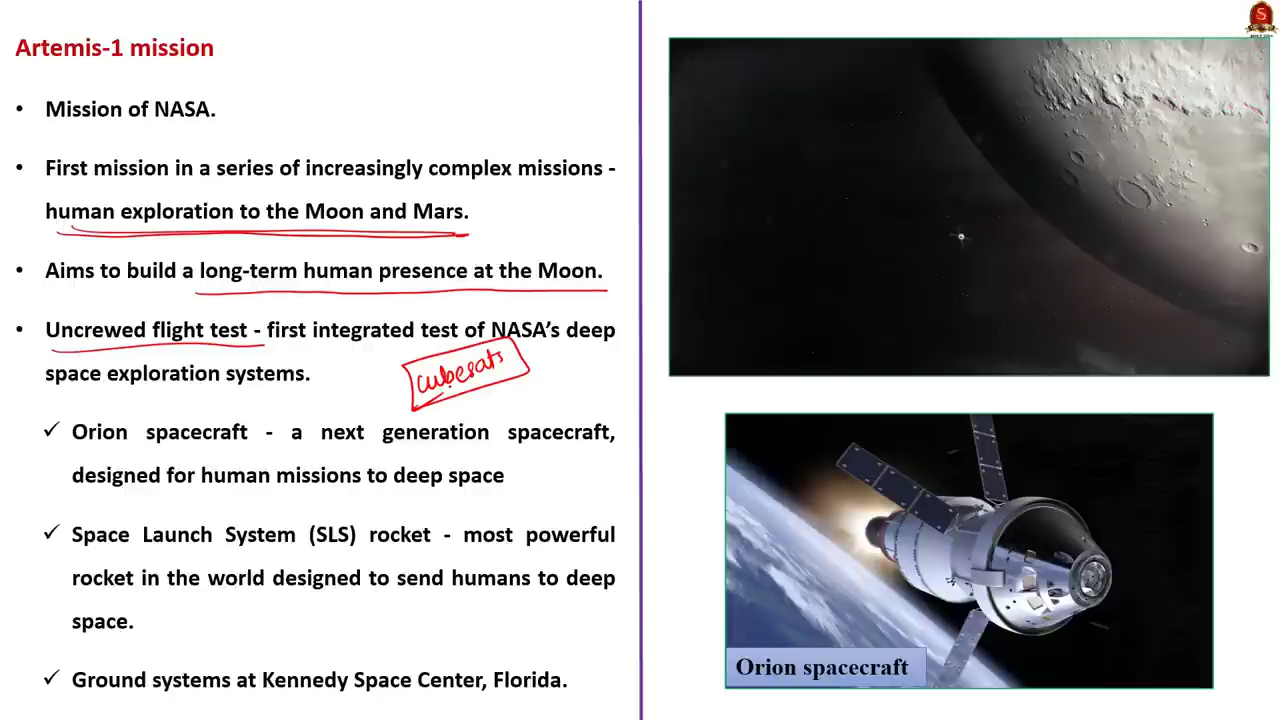 Artemis-1 mission
• Mission of NASA.
• First mission in a series of increasingly complex missions -
human exploration to the Moon and Mars.
• Aims to build a long-term human presence at the Moon.
• Uncrewed flight test - first integrated test of NASA's deep
space exploration systems.
cubesats
✓ Orion spacecraft - a next generation spacecraft,
designed for human missions to deep space
✓ Space Launch System (SLS) rocket - most powerful
rocket in the world designed to send humans to deep
space.
✓ Ground systems at Kennedy Space Center, Florida.
S
Orion spacecraft